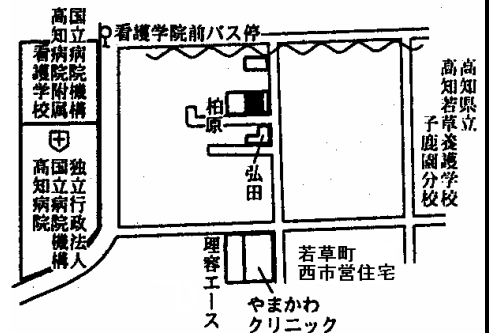 国立病院機構
高知病院附属
看護学校
看護学院前バス停
柏原
弘田
高知県立
高知若草養護学校
子鹿園分校
独立行政法人
国立病院機構
高知病院
理容エース
若草町
西市営住宅
やまかわ
クリニック